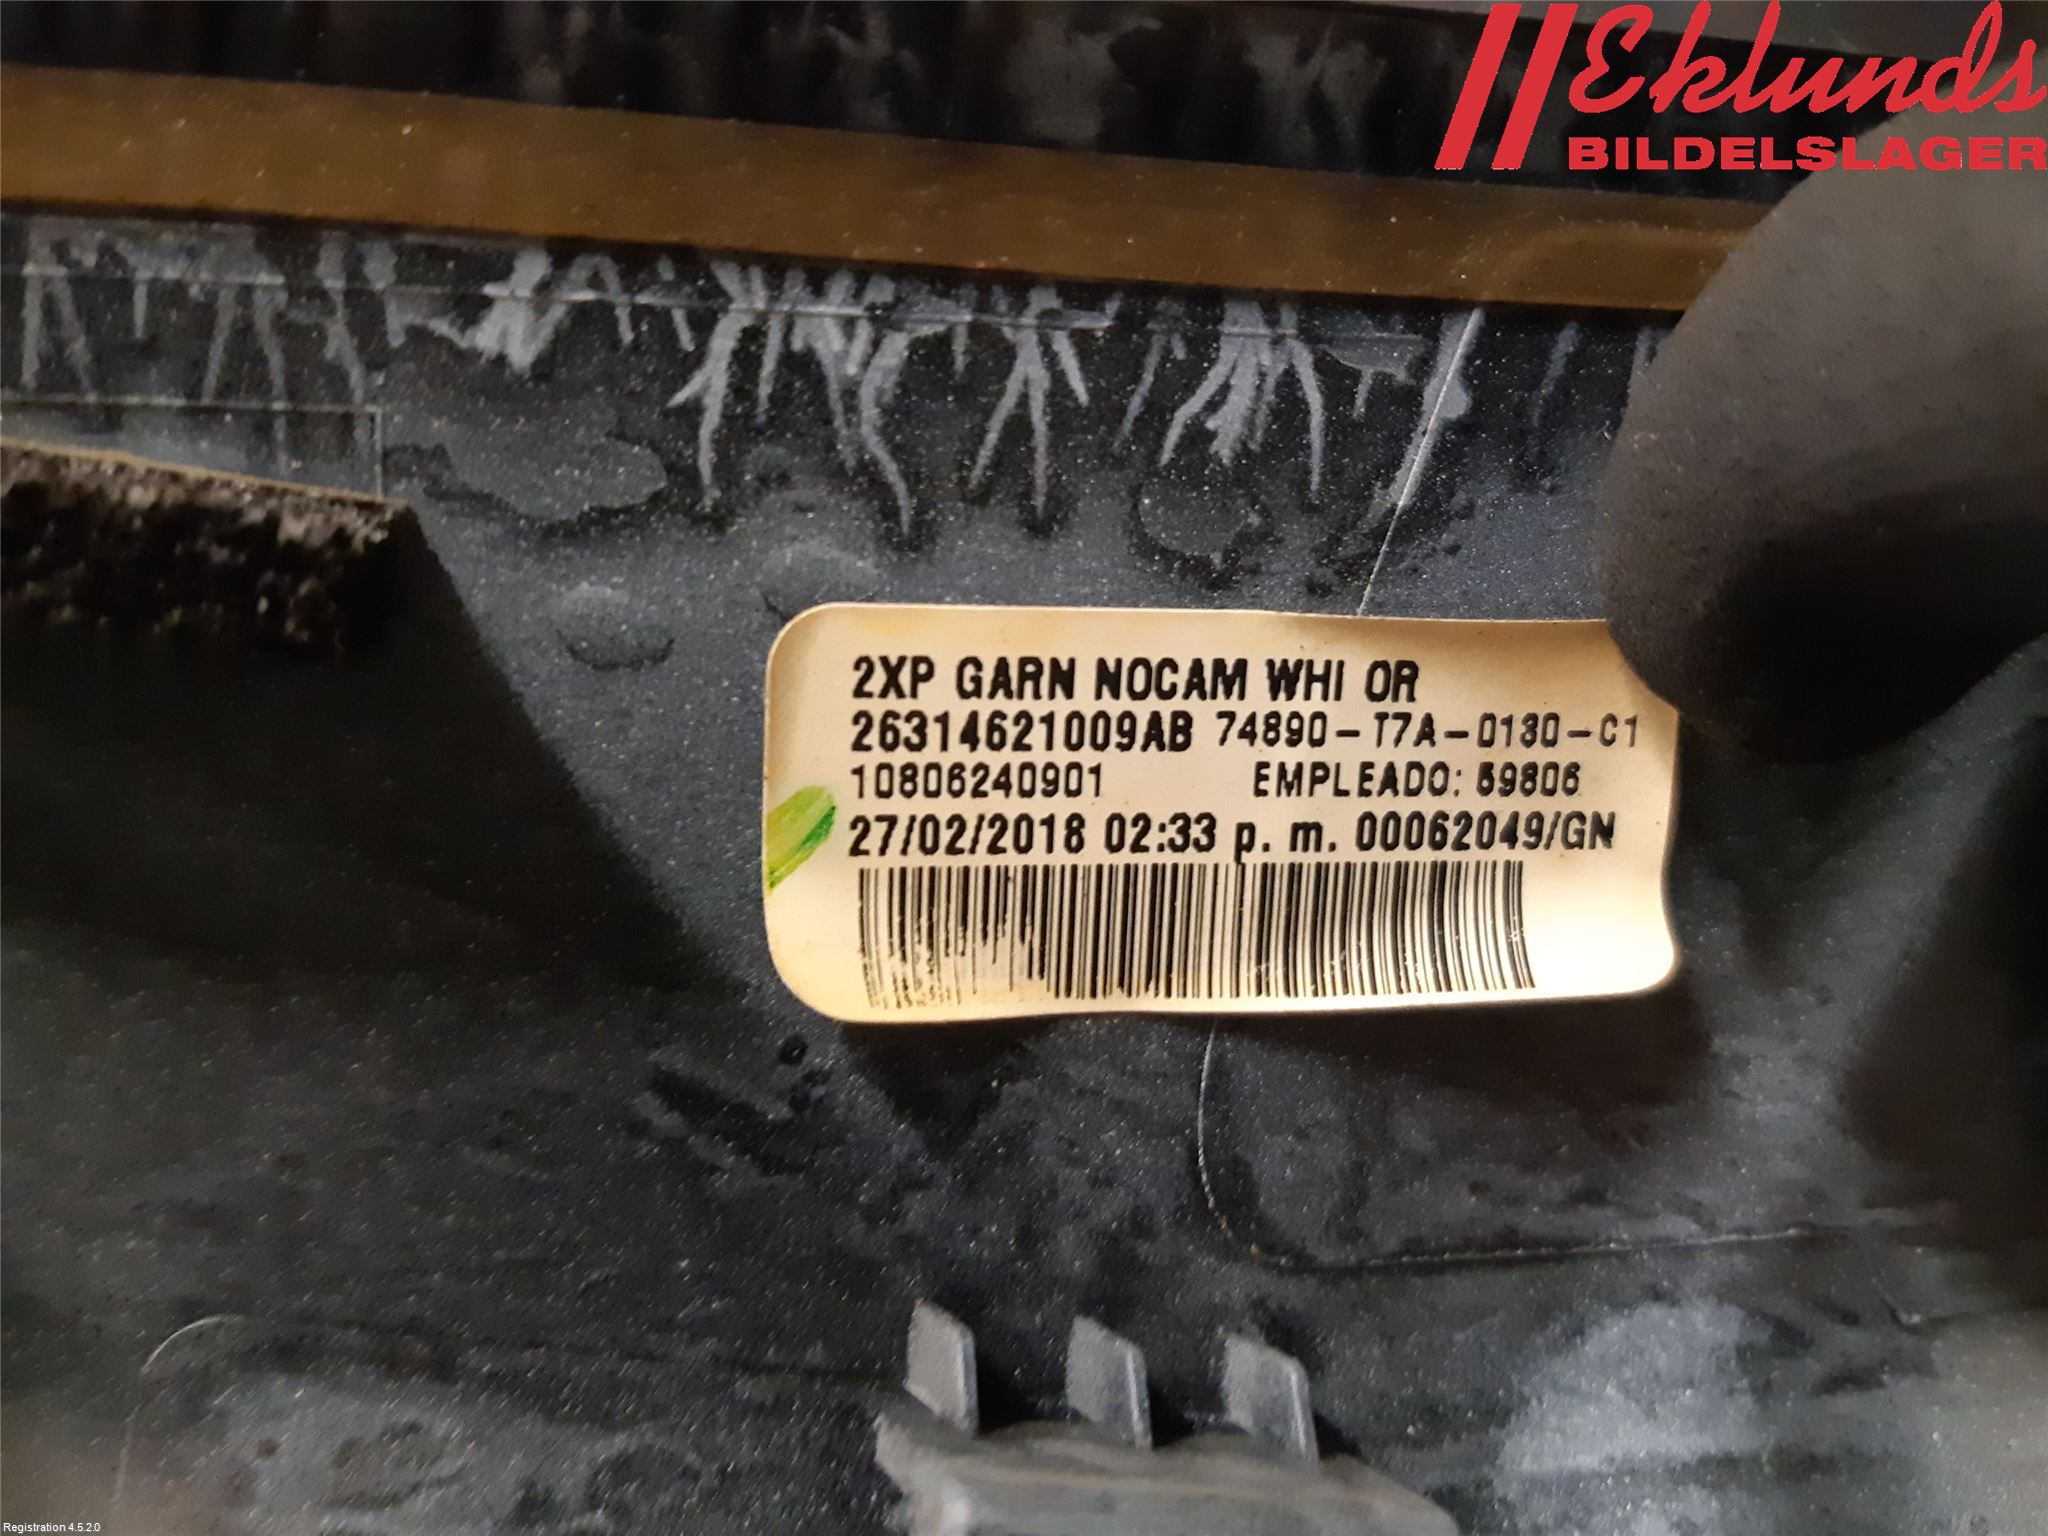 Eklunds
BILDELSLAGER
2XP GARN NOCAM WHI OR
26314621009AB 74890-T7A-0130-C1
10806240901 EMPLEADO: 59806
27/02/2018 02:33 p. m. 00062049/GN
Registration 4.5.2.0